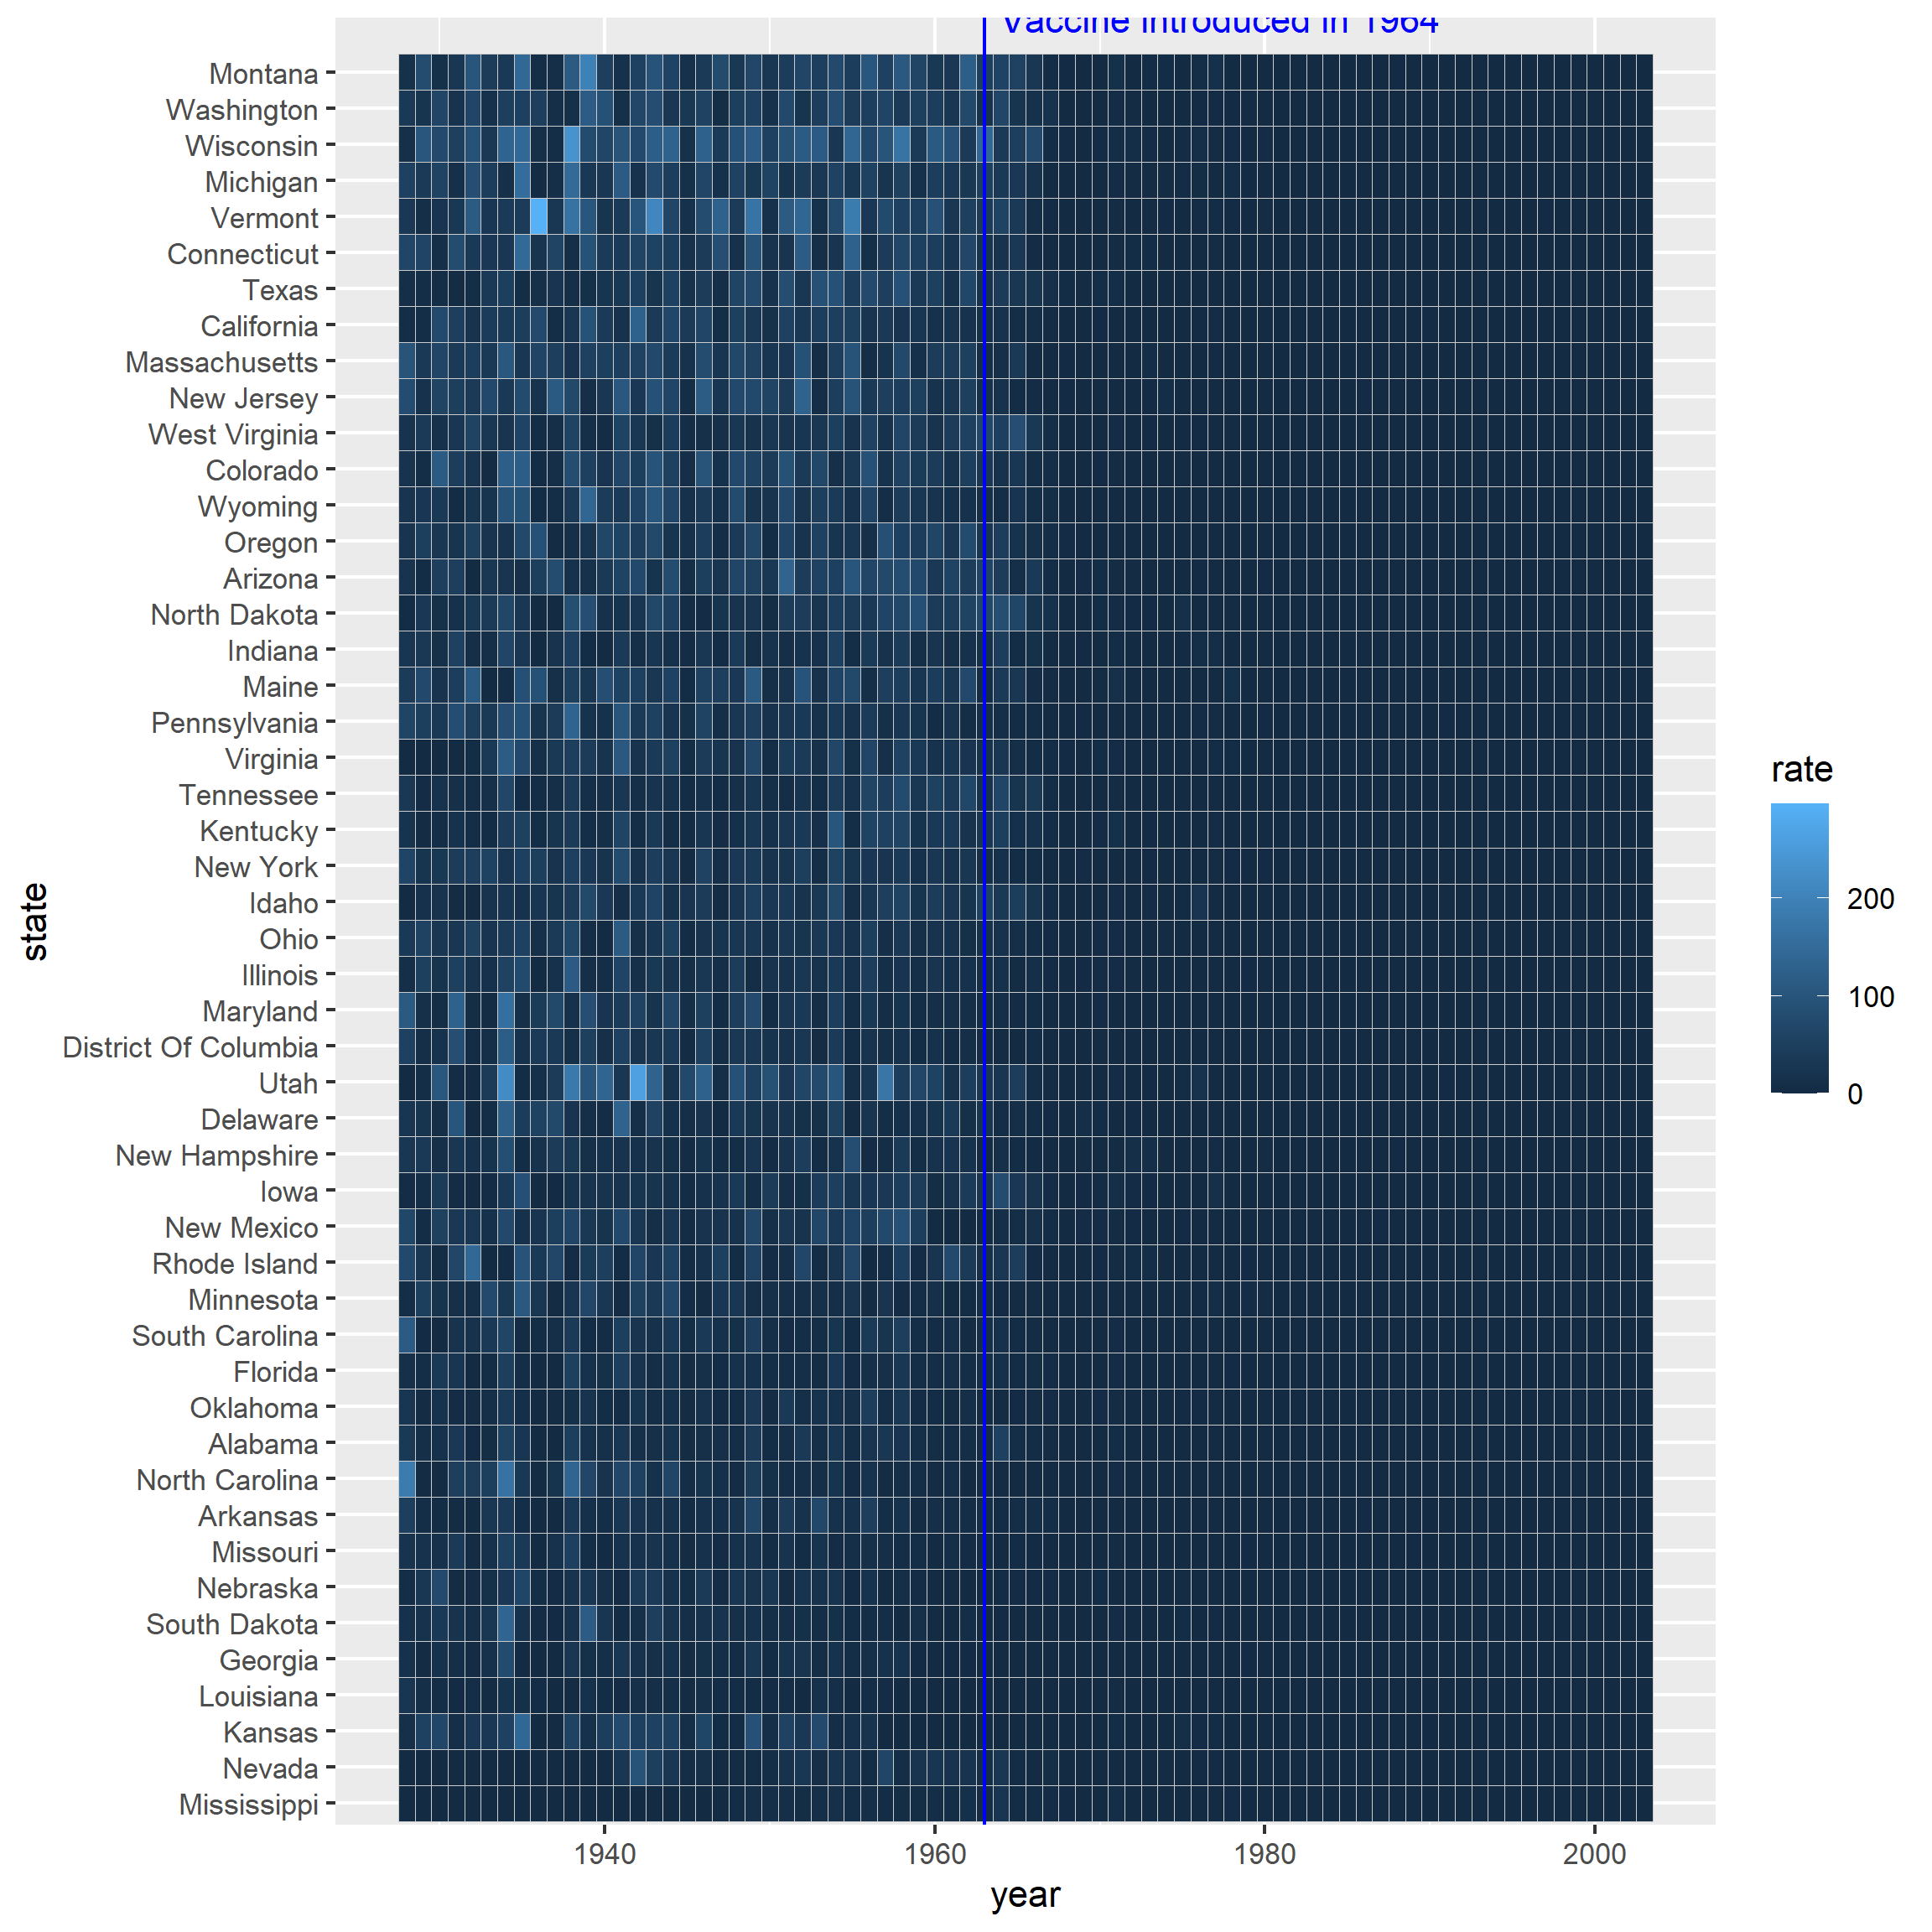 Vaccine introduced in 1964
Montana
Washington
Wisconsin
Michigan
Vermont
Connecticut
Texas
California
Massachusetts
New Jersey
West Virginia
Colorado
Wyoming
Oregon
Arizona
North Dakota
Indiana
Maine
Pennsylvania
Virginia
Tennessee
Kentucky
New York
Idaho
Ohio
Illinois
Maryland
District Of Columbia
Utah
Delaware
New Hampshire
Iowa
New Mexico
Rhode Island
Minnesota
South Carolina
Florida
Oklahoma
Alabama
North Carolina
Arkansas
Missouri
Nebraska
South Dakota
Georgia
Louisiana
Kansas
Nevada
Mississippi
state
1940 1960 1980 2000
year
rate
200
100
0